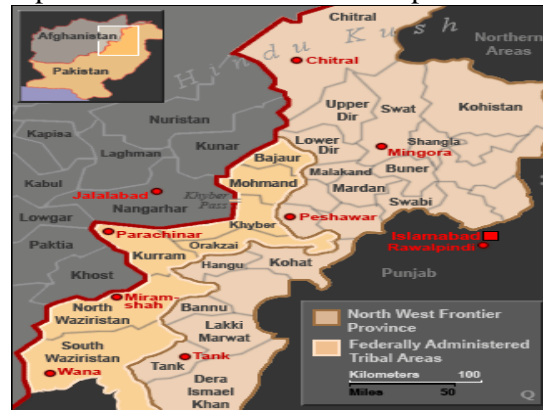 Chitral
Hindu Kush
Northern
Areas
Afghanistan
Pakistan
Chitral
Upper
Dir
Swat
Kohistan
Nuristan
Kapisa
Kunar
Laghman
Lower
Dir
Shangla
Mingora
Bajaur
Malakand
Buner
Mohmand
Mardan
Kabul
Jalalabad
Khyber
Pass
Swabi
Nangarhar
Lowgar
Khyber
Peshawar
Parachinar
Islamabad
Rawalpindi
Orakzai
Paktia
Kurram
Kohat
Hangu
Punjab
Khost
Miram-
shah
North
Waziristan
Bannu
Lakki
Marwat
South
Waziristan
Tank
Wana
Tank
Dera
Ismael
Khan
North West Frontier
Province
Federally Administered
Tribal Areas
Kilometers 100
Miles 50